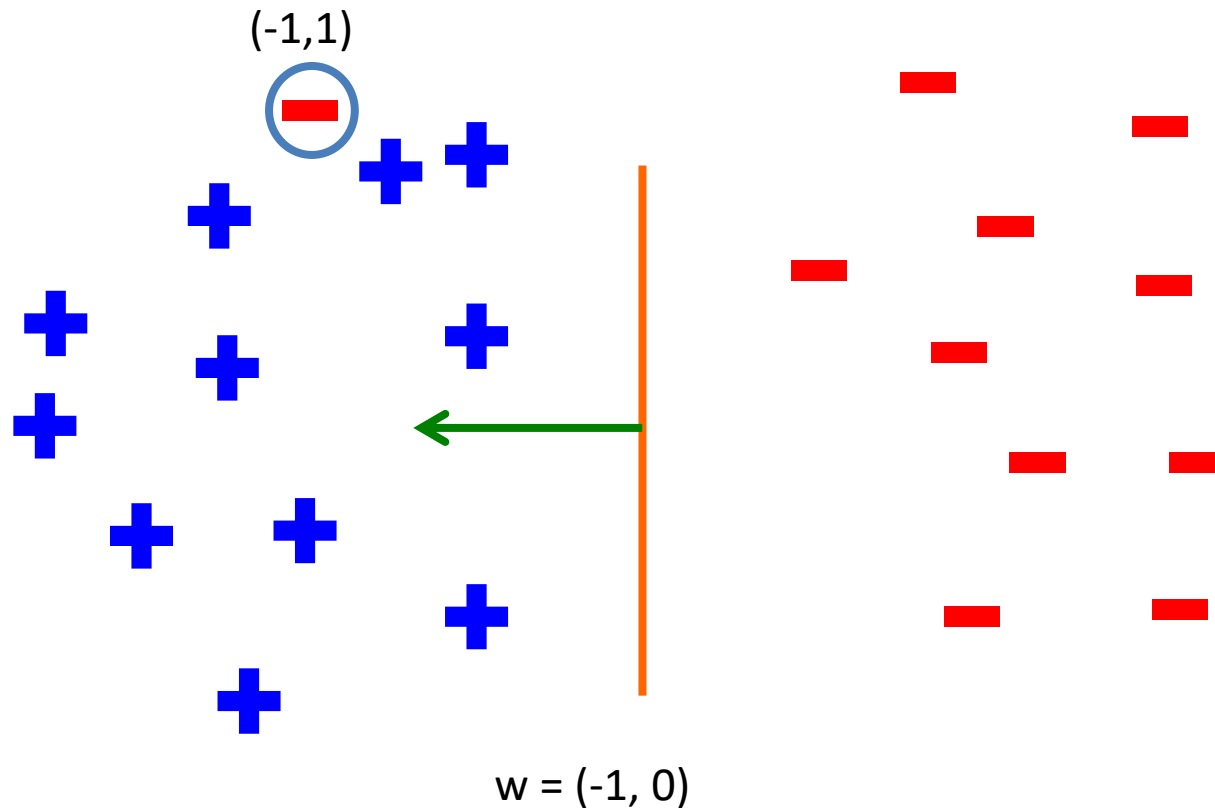 (-1,1)
w = (-1, 0)